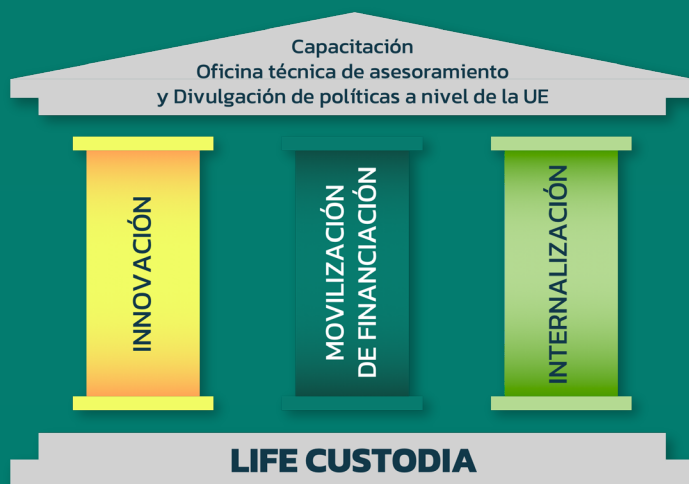 Capacitación
Oficina técnica de asesoramiento
y Divulgación de políticas a nivel de la UE
INNOVACIÓN
MOVILIZACIÓN
DE FINANCIACIÓN
INTERNALIZACIÓN
LIFE CUSTODIA